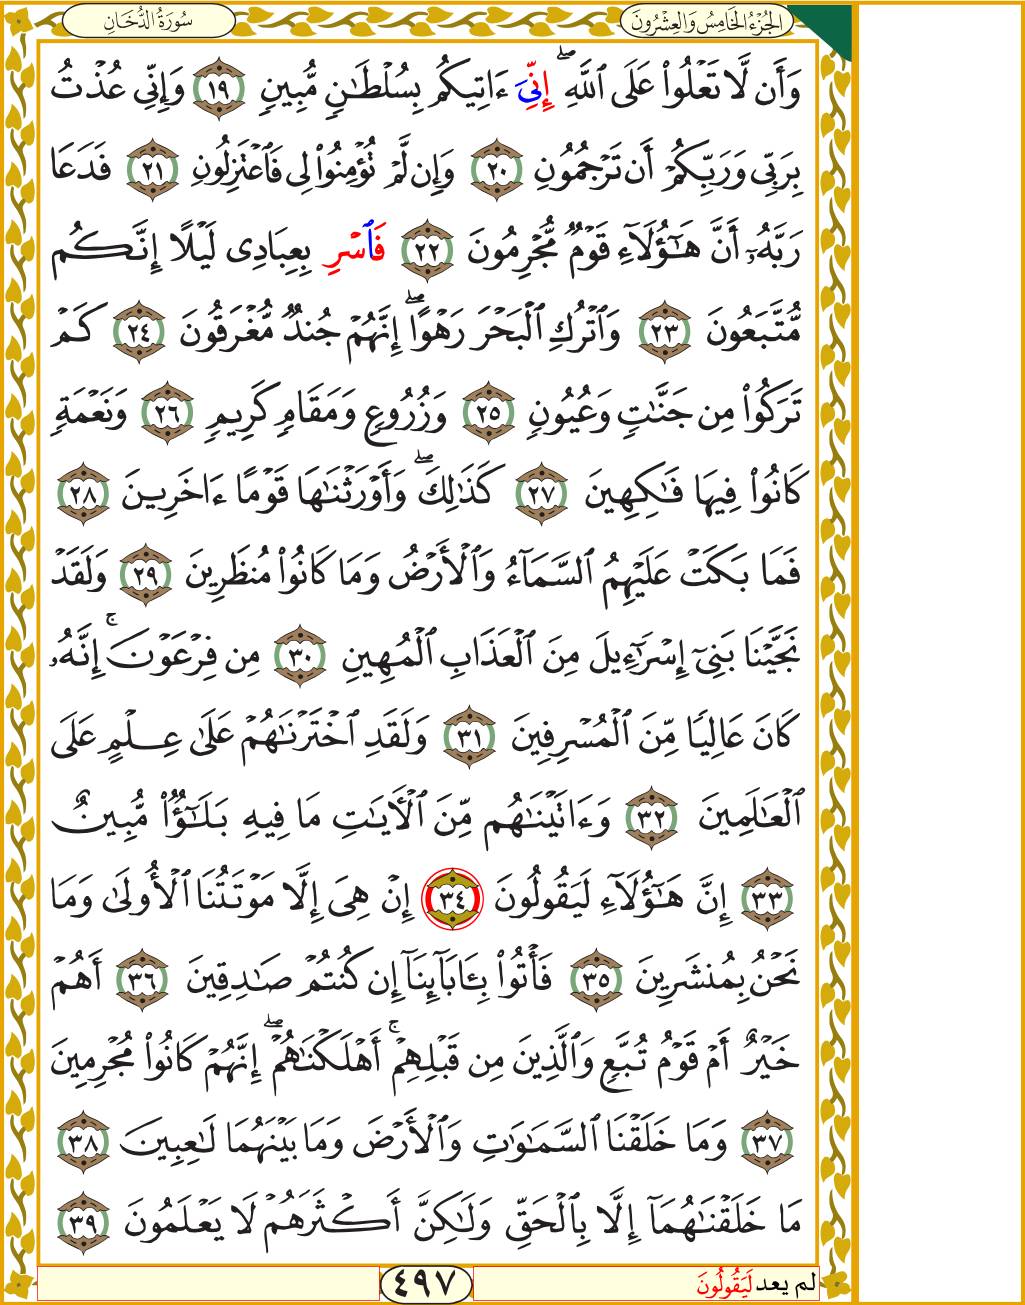 الجُزْءُ الخَامِسُ وَالعِشْرُونَ
سُورَةُ الدُّخَانِ
وَأَن لَّا تَعْلُوا۟ عَلَى ٱللَّهِ ۖ إِنِّىَ ءَاتِيكُم بِسُلْطَـٰنٍ مُّبِينٍ ١٩ وَإِنِّى عُذْتُ
بِرَبِّى وَرَبِّكُمْ أَن تَرْجُمُونِ ٢٠ وَإِن لَّمْ تُؤْمِنُوا۟ لِى فَٱعْتَزِلُونِ ٢١ فَدَعَا
رَبَّهُۥٓ أَنَّ هَـٰٓؤُلَآءِ قَوْمٌ مُّجْرِمُونَ ٢٢ فَٱسْرِ بِعِبَادِى لَيْلًا إِنَّكُم
مُّتَّبَعُونَ ٢٣ وَٱتْرُكِ ٱلْبَحْرَ رَهْوًا ۖ إِنَّهُمْ جُندٌ مُّغْرَقُونَ ٢٤ كَمْ
تَرَكُوا۟ مِن جَنَّـٰتٍ وَعُيُونٍ ٢٥ وَزُرُوعٍ وَمَقَامٍ كَرِيمٍ ٢٦ وَنَعْمَةٍ
كَانُوا۟ فِيهَا فَـٰكِهِينَ ٢٧ كَذَٰلِكَ ۖ وَأَوْرَثْنَـٰهَا قَوْمًا ءَاخَرِينَ ٢٨
فَمَا بَكَتْ عَلَيْهِمُ ٱلسَّمَآءُ وَٱلْأَرْضُ وَمَا كَانُوا۟ مُنظَرِينَ ٢٩ وَلَقَدْ
نَجَّيْنَا بَنِىٓ إِسْرَٰٓءِيلَ مِنَ ٱلْعَذَابِ ٱلْمُهِينِ ٣٠ مِن فِرْعَوْنَ ۚ إِنَّهُۥ
كَانَ عَالِيًا مِّنَ ٱلْمُسْرِفِينَ ٣١ وَلَقَدِ ٱخْتَرْنَـٰهُمْ عَلَىٰ عِلْمٍ عَلَى
ٱلْعَـٰلَمِينَ ٣٢ وَءَاتَيْنَـٰهُم مِّنَ ٱلْـَٔايَـٰتِ مَا فِيهِ بَلَـٰٓؤٌا۟ مُّبِينٌ
٣٣ إِنَّ هَـٰٓؤُلَآءِ لَيَقُولُونَ ٣٤ إِنْ هِىَ إِلَّا مَوْتَتُنَا ٱلْأُولَىٰ وَمَا
نَحْنُ بِمُنشَرِينَ ٣٥ فَأْتُوا۟ بِـَٔابَآئِنَآ إِن كُنتُمْ صَـٰدِقِينَ ٣٦ أَهُمْ
خَيْرٌ أَمْ قَوْمُ تُبَّعٍ وَٱلَّذِينَ مِن قَبْلِهِمْ ۚ أَهْلَكْنَـٰهُمْ ۖ إِنَّهُمْ كَانُوا۟ مُجْرِمِينَ
٣٧ وَمَا خَلَقْنَا ٱلسَّمَـٰوَٰتِ وَٱلْأَرْضَ وَمَا بَيْنَهُمَا لَـٰعِبِينَ ٣٨
مَا خَلَقْنَـٰهُمَآ إِلَّا بِٱلْحَقِّ وَلَـٰكِنَّ أَكْثَرَهُمْ لَا يَعْلَمُونَ ٣٩
لم يعد لَيَقُولُونَ
٤٩٧